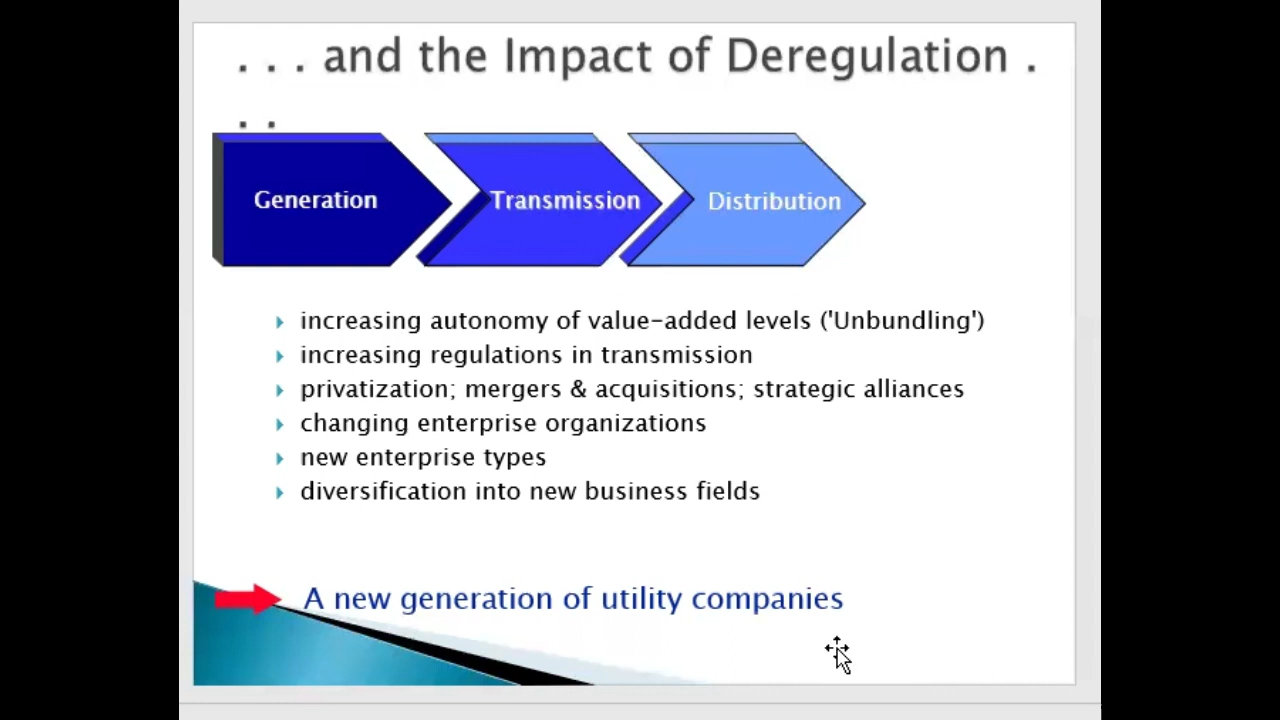 . . . and the Impact of Deregulation .
. .
Generation
Transmission
Distribution
increasing autonomy of value-added levels ('Unbundling')
increasing regulations in transmission
privatization; mergers & acquisitions; strategic alliances
changing enterprise organizations
new enterprise types
diversification into new business fields
A new generation of utility companies